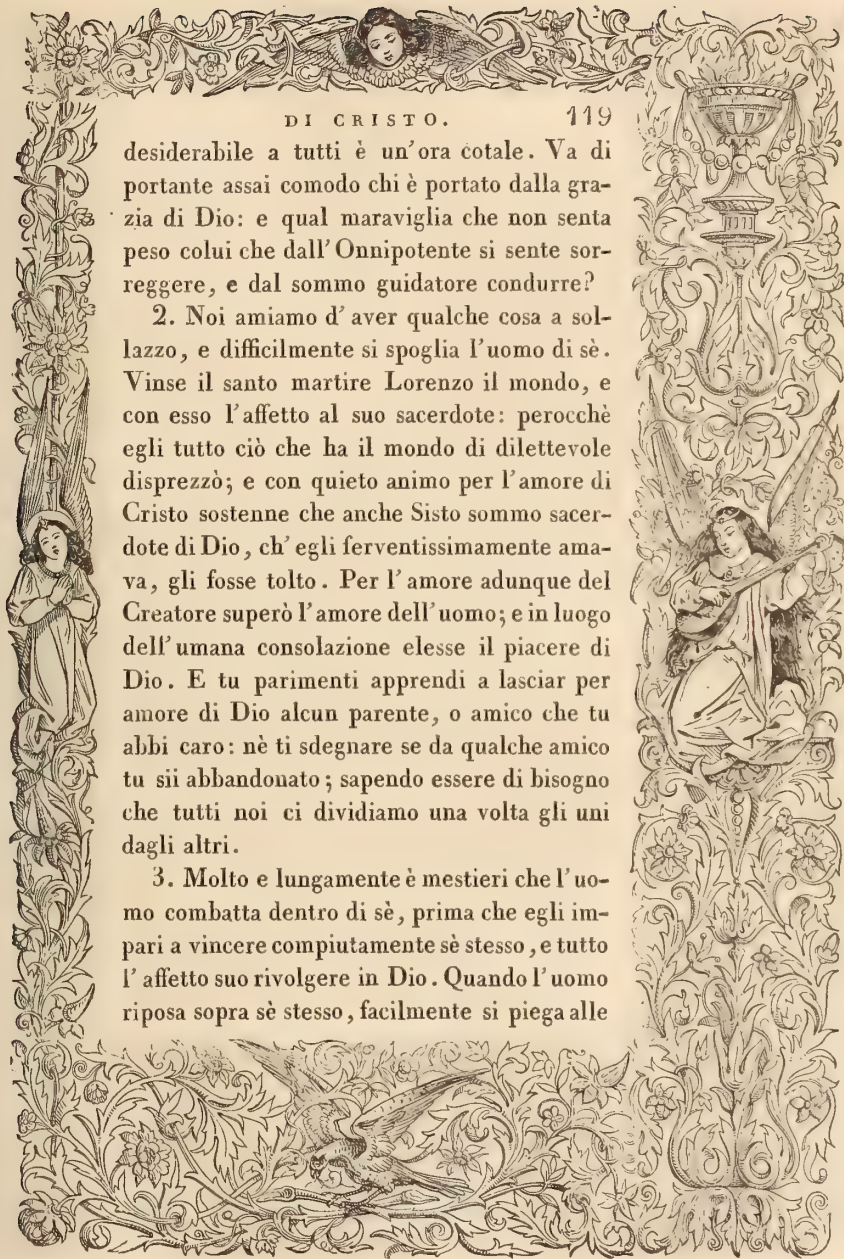 DI CRISTO. 119
desiderabile a tutti è un'ora cotale. Va di
portante assai comodo chi è portato dalla gra-
zia di Dio: e qual maraviglia che non senta
peso colui che dall'Onnipotente si sente sor-
reggere, e dal sommo guidatore condurre?
2. Noi amiamo d'aver qualche cosa a sol-
lazzo, e difficilmente si spoglia l'uomo di sè.
Vinse il santo martire Lorenzo il mondo, e
con esso l'affetto al suo sacerdote: perocchè
egli tutto ciò che ha il mondo di dilettevole
disprezzò; e con quieto animo per l'amore di
Cristo sostenne che anche Sisto sommo sacer-
dote di Dio, ch'egli ferventissimamente ama-
va, gli fosse tolto. Per l'amore adunque del
Creatore superò l'amore dell'uomo; e in luogo
dell'umana consolazione elesse il piacere di
Dio. E tu parimenti apprendi a lasciar per
amore di Dio alcun parente, o amico che tu
abbi caro: nè ti sdegnare se da qualche amico
tu sii abbandonato; sapendo essere di bisogno
che tutti noi ci dividiamo una volta gli uni
dagli altri.
3. Molto e lungamente è mestieri che l'uo-
mo combatta dentro di sè, prima che egli im-
pari a vincere compiutamente sè stesso, e tutto
l'affetto suo rivolgere in Dio. Quando l'uomo
riposa sopra sè stesso, facilmente si piega alle